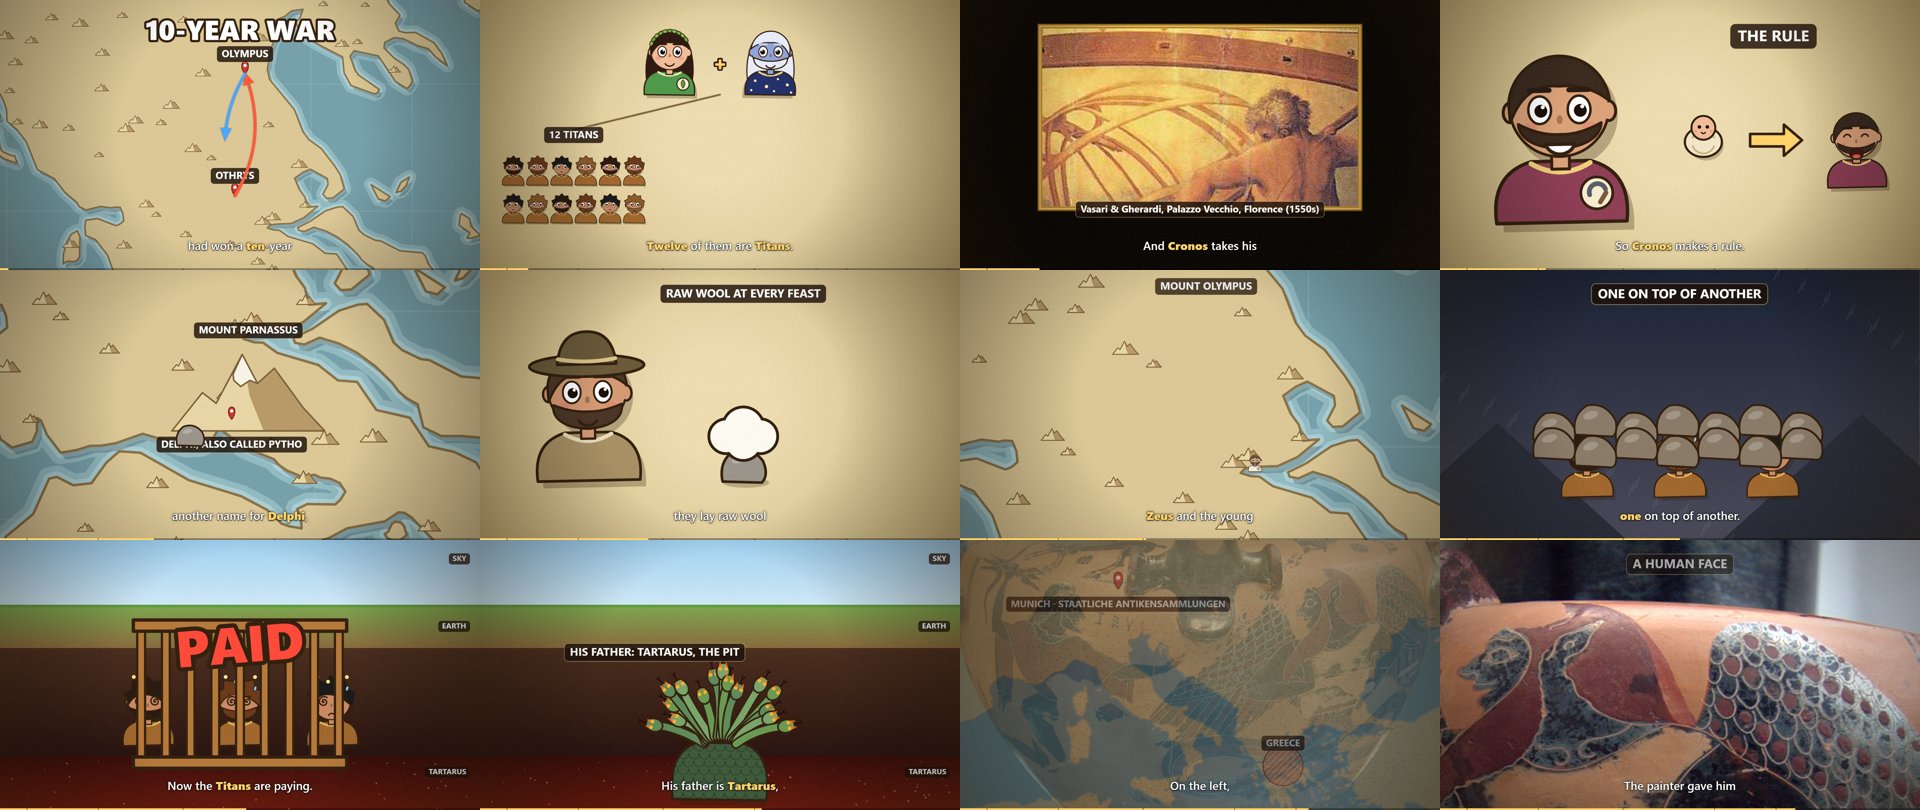 10-YEAR WAR
OLYMPUS
OTHRYS
had won a ten-year
12 TITANS
Twelve of them are Titans.
Vasari & Gherardi, Palazzo Vecchio, Florence (1550s)
And Cronos takes his
THE RULE
So Cronos makes a rule.
MOUNT PARNASSUS
DELPHI, ALSO CALLED PYTHO
another name for Delphi,
RAW WOOL AT EVERY FEAST
they lay raw wool
MOUNT OLYMPUS
Zeus and the young
ONE ON TOP OF ANOTHER
one on top of another.
SKY
EARTH
PAID
TARTARUS
Now the Titans are paying.
SKY
EARTH
HIS FATHER: TARTARUS, THE PIT
TARTARUS
His father is Tartarus,
MUNICH · STAATLICHE ANTIKENSAMMLUNGEN
GREECE
On the left,
A HUMAN FACE
The painter gave him